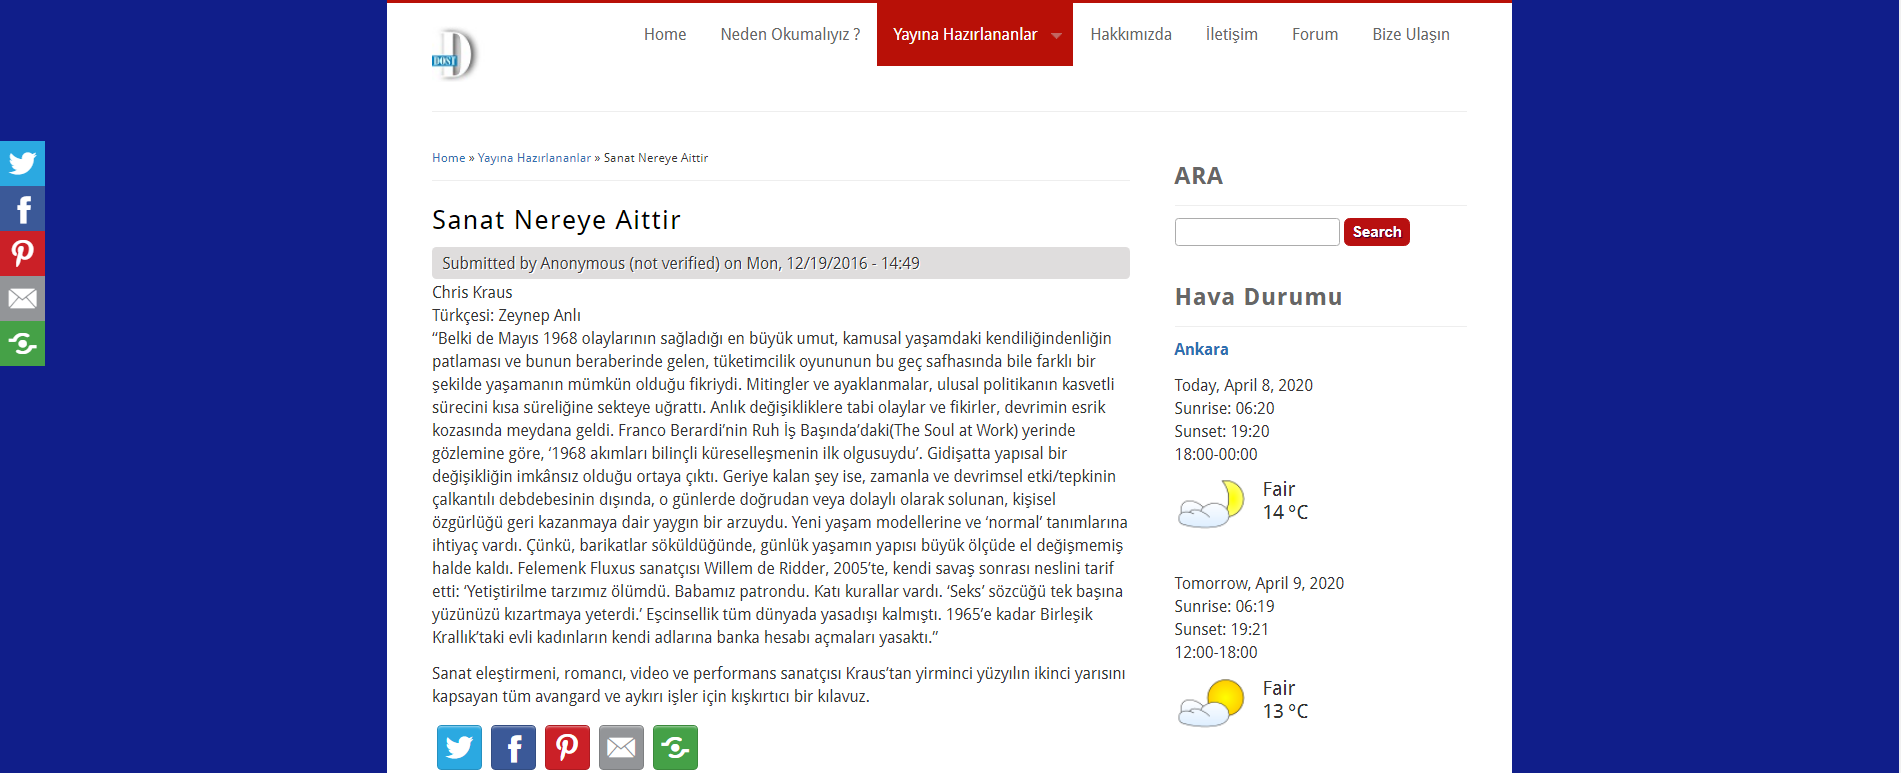 DOST
Home
Neden Okumalıyız ?
Yayına Hazırlananlar
Hakkımızda
İletişim
Forum
Bize Ulaşın
Home » Yayına Hazırlananlar » Sanat Nereye Aittir
Sanat Nereye Aittir
Submitted by Anonymous (not verified) on Mon, 12/19/2016 - 14:49
Chris Kraus
Türkçesi: Zeynep Anlı
“Belki de Mayıs 1968 olaylarının sağladığı en büyük umut, kamusal yaşamdaki kendiliğindenliğin
patlaması ve bunun beraberinde gelen, tüketimcilik oyununun bu geç safhasında bile farklı bir
şekilde yaşamanın mümkün olduğu fikriydi. Mitingler ve ayaklanmalar, ulusal politikanın kasvetli
sürecini kısa süreliğine sekteye uğrattı. Anlık değişikliklere tabi olaylar ve fikirler, devrimin esrik
kozasında meydana geldi. Franco Berardi’nin Ruh İş Başında’daki(The Soul at Work) yerinde
gözlemine göre, ‘1968 akımları bilinçli küreselleşmenin ilk olgusuydu’. Gidişatta yapısal bir
değişikliğin imkânsız olduğu ortaya çıktı. Geriye kalan şey ise, zamanla ve devrimsel etki/tepkinin
çalkantılı debdebesinin dışında, o günlerde doğrudan veya dolaylı olarak solunan, kişisel
özgürlüğü geri kazanmaya dair yaygın bir arzuydu. Yeni yaşam modellerine ve ‘normal’ tanımlarına
ihtiyaç vardı. Çünkü, barikatlar söküldüğünde, günlük yaşamın yapısı büyük ölçüde el değişmemiş
halde kaldı. Felemenk Fluxus sanatçısı Willem de Ridder, 2005’te, kendi savaş sonrası neslini tarif
etti: ‘Yetiştirilme tarzımız ölümdü. Babamız patrondu. Katı kurallar vardı. ‘Seks’ sözcüğü tek başına
yüzünüzü kızartmaya yeterdi.’ Eşcinsellik tüm dünyada yasadışı kalmıştı. 1965’e kadar Birleşik
Krallık’taki evli kadınların kendi adlarına banka hesabı açmaları yasaktı.”
Sanat eleştirmeni, romancı, video ve performans sanatçısı Kraus’tan yirminci yüzyılın ikinci yarısını
kapsayan tüm avangard ve aykırı işler için kışkırtıcı bir kılavuz.
ARA
Search
Hava Durumu
Ankara
Today, April 8, 2020
Sunrise: 06:20
Sunset: 19:20
18:00-00:00
Fair
14 °C
Tomorrow, April 9, 2020
Sunrise: 06:19
Sunset: 19:21
12:00-18:00
Fair
13 °C